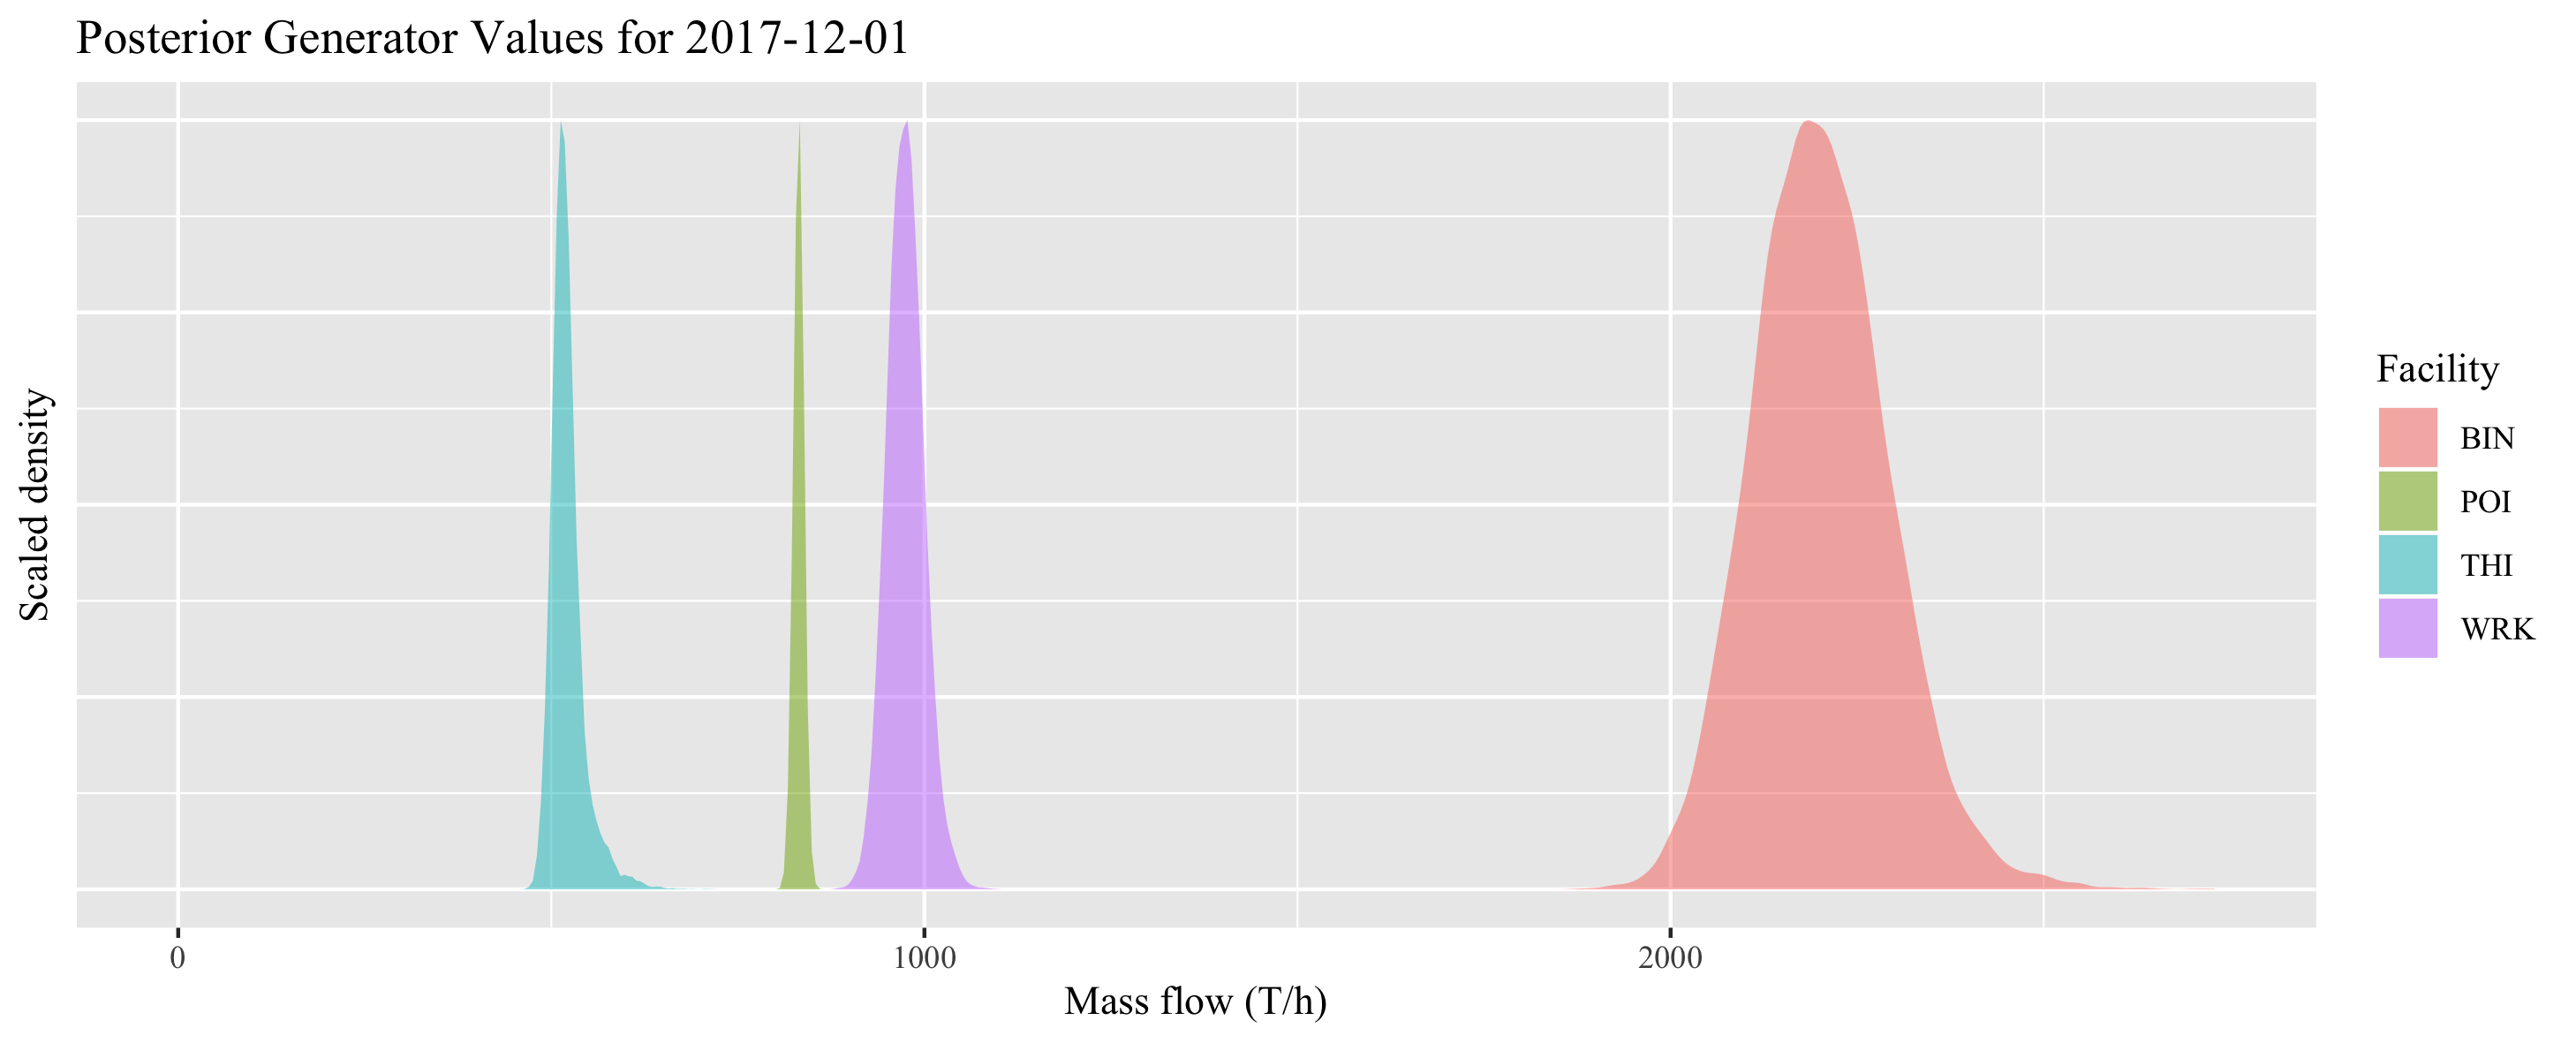 Posterior Generator Values for 2017-12-01
Scaled density
0
1000
2000
Mass flow (T/h)
Facility
BIN
POI
THI
WRK